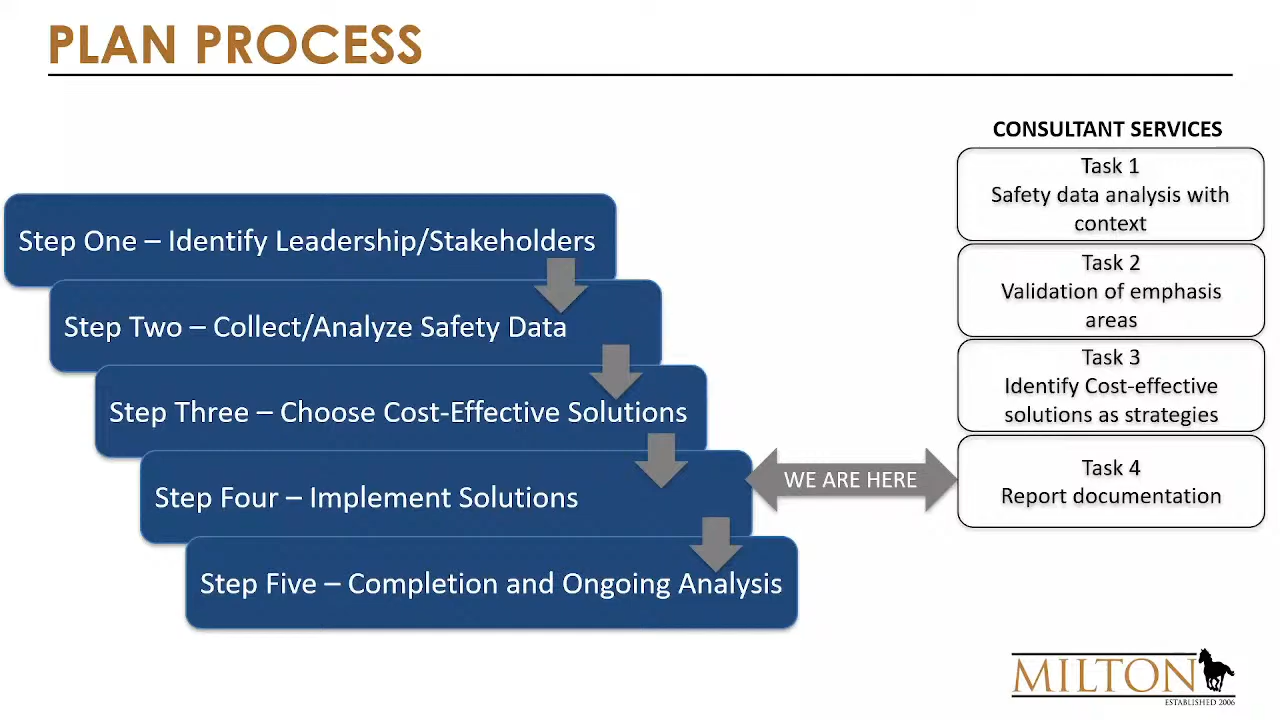 PLAN PROCESS
CONSULTANT SERVICES
Task 1
Safety data analysis with
context
Task 2
Validation of emphasis
areas
Task 3
Identify Cost-effective
solutions as strategies
Task 4
Report documentation
Step One – Identify Leadership/Stakeholders
Step Two – Collect/Analyze Safety Data
Step Three – Choose Cost-Effective Solutions
Step Four – Implement Solutions
Step Five – Completion and Ongoing Analysis
WE ARE HERE
MILTON
ESTABLISHED 2006